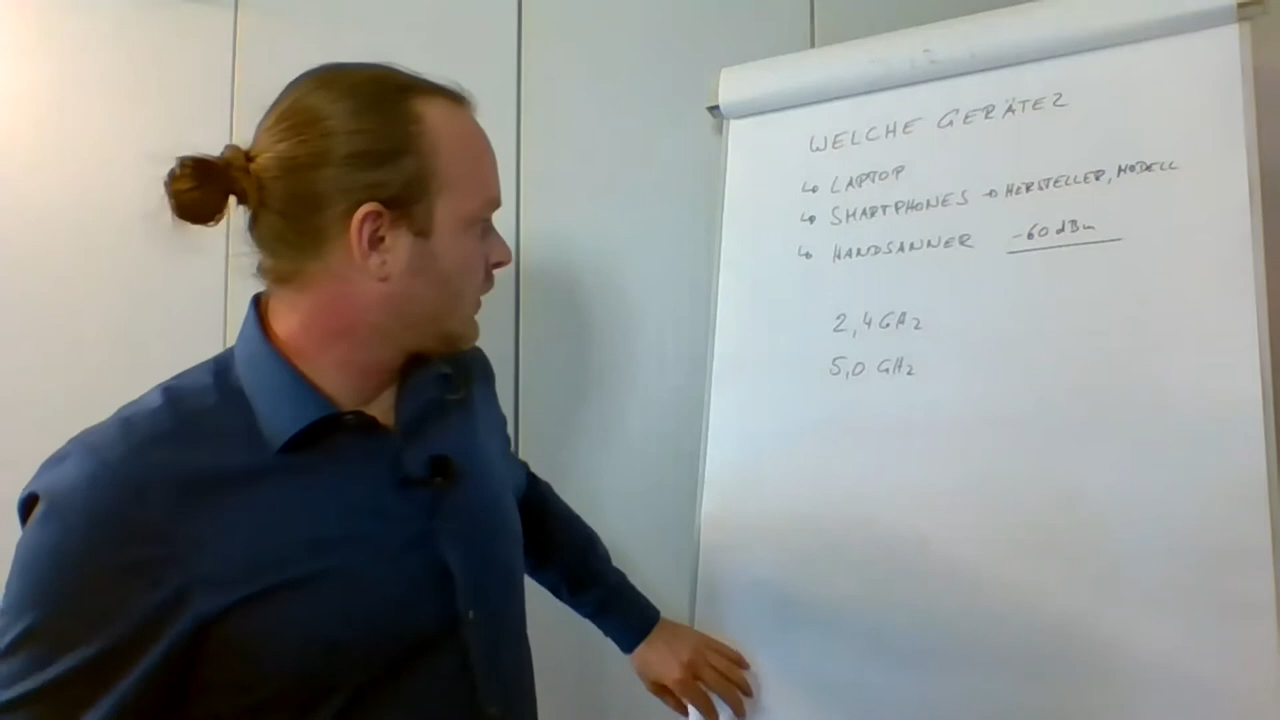 WELCHE GERÄTE?
↳ LAPTOP
↳ SMARTPHONES → HERSTELLER, MODELL
↳ HANDSANNER -60 dBm
2,4 GHz
5,0 GHz